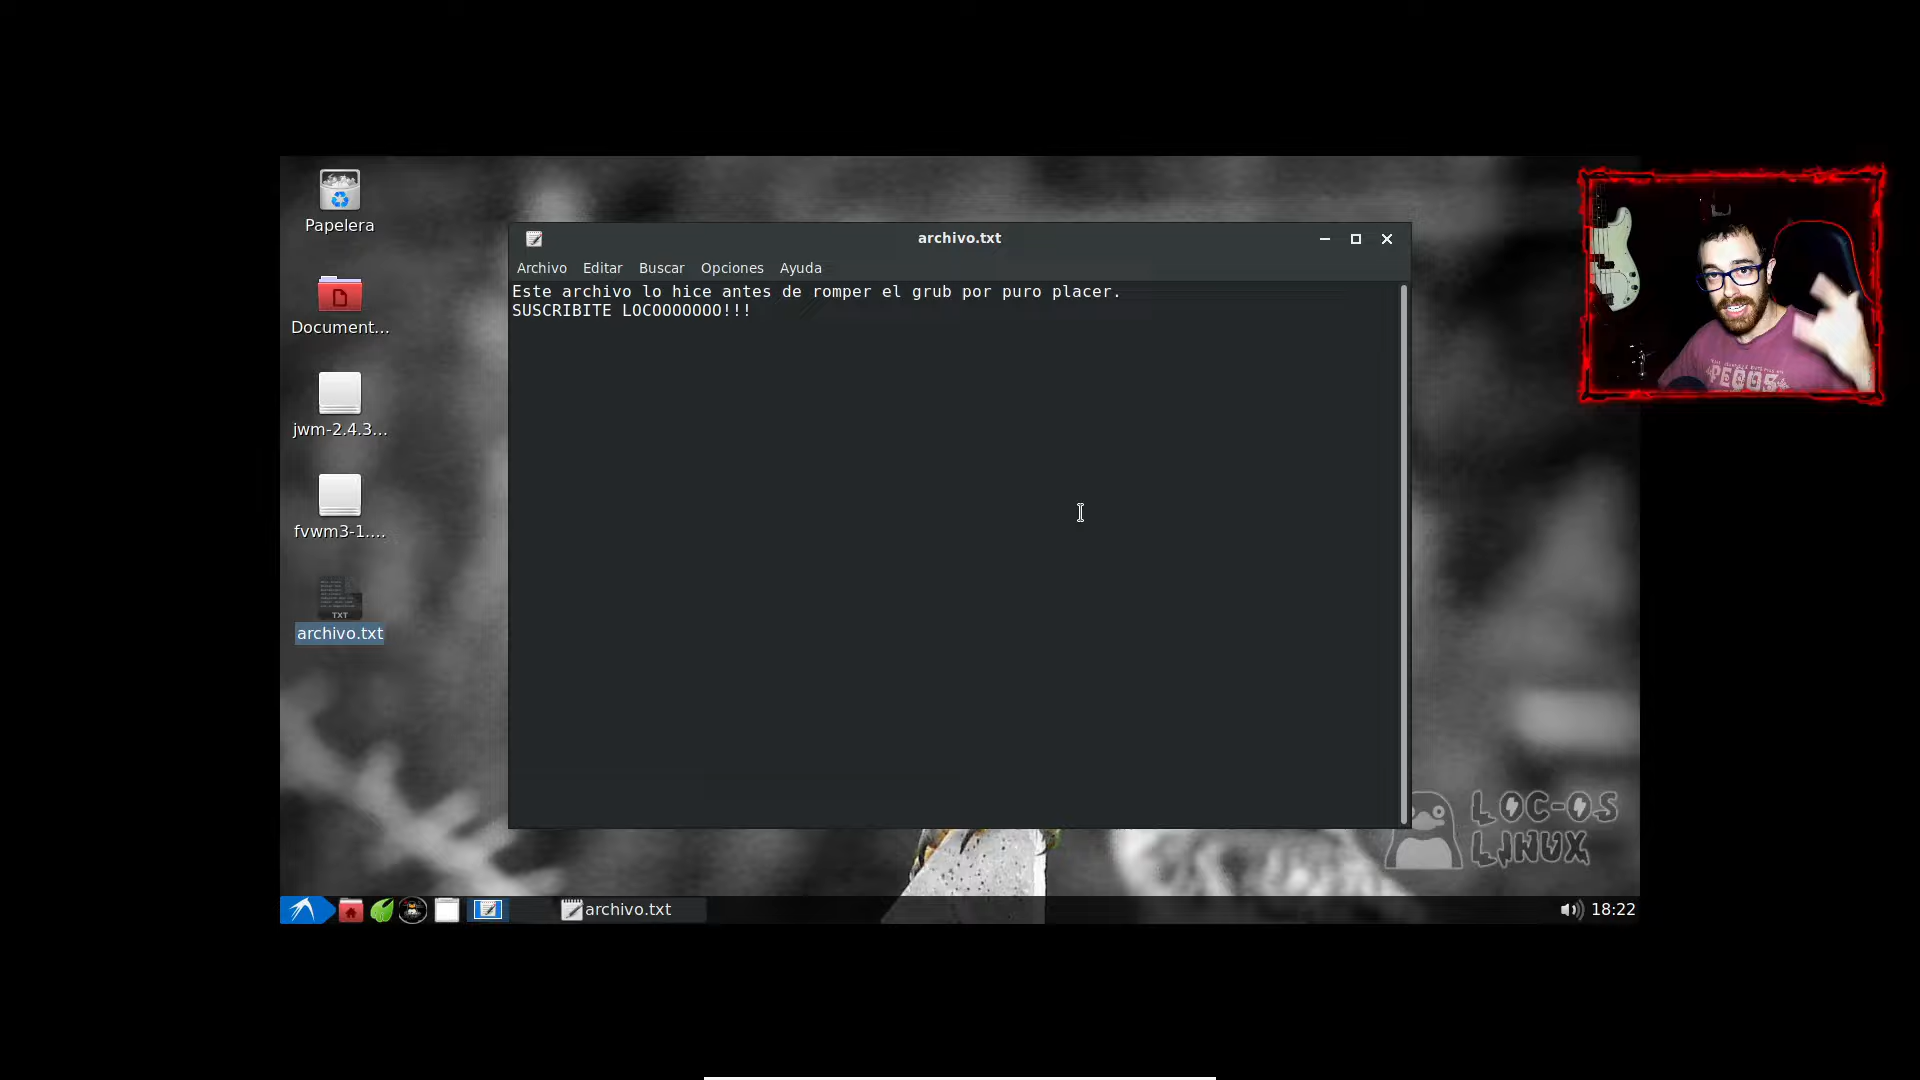 Papelera
Document...
jwm-2.4.3...
fvwm3-1....
TXT
archivo.txt
archivo.txt
Archivo Editar Buscar Opciones Ayuda
Este archivo lo hice antes de romper el grub por puro placer.
SUSCRIBITE LOCOOOOOOO!!!
PECOS
LOC-OS
LINUX
archivo.txt
18:22